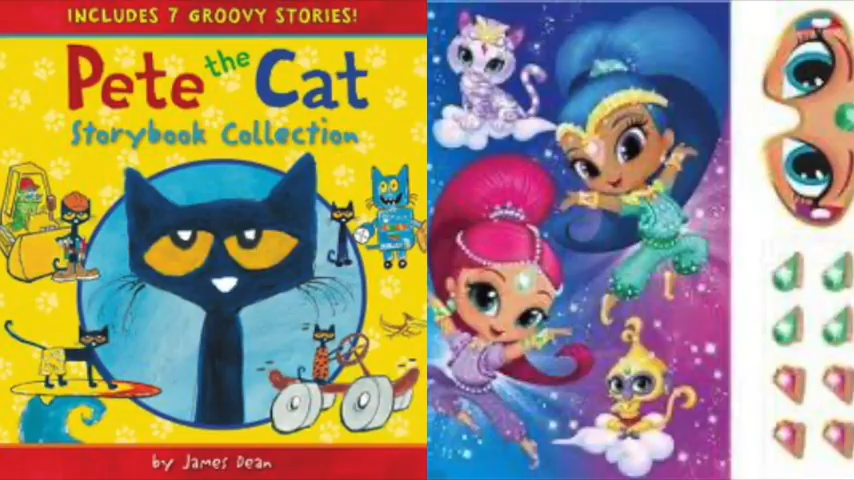 INCLUDES 7 GROOVY STORIES!
Pete the Cat
Storybook Collection
by James Dean